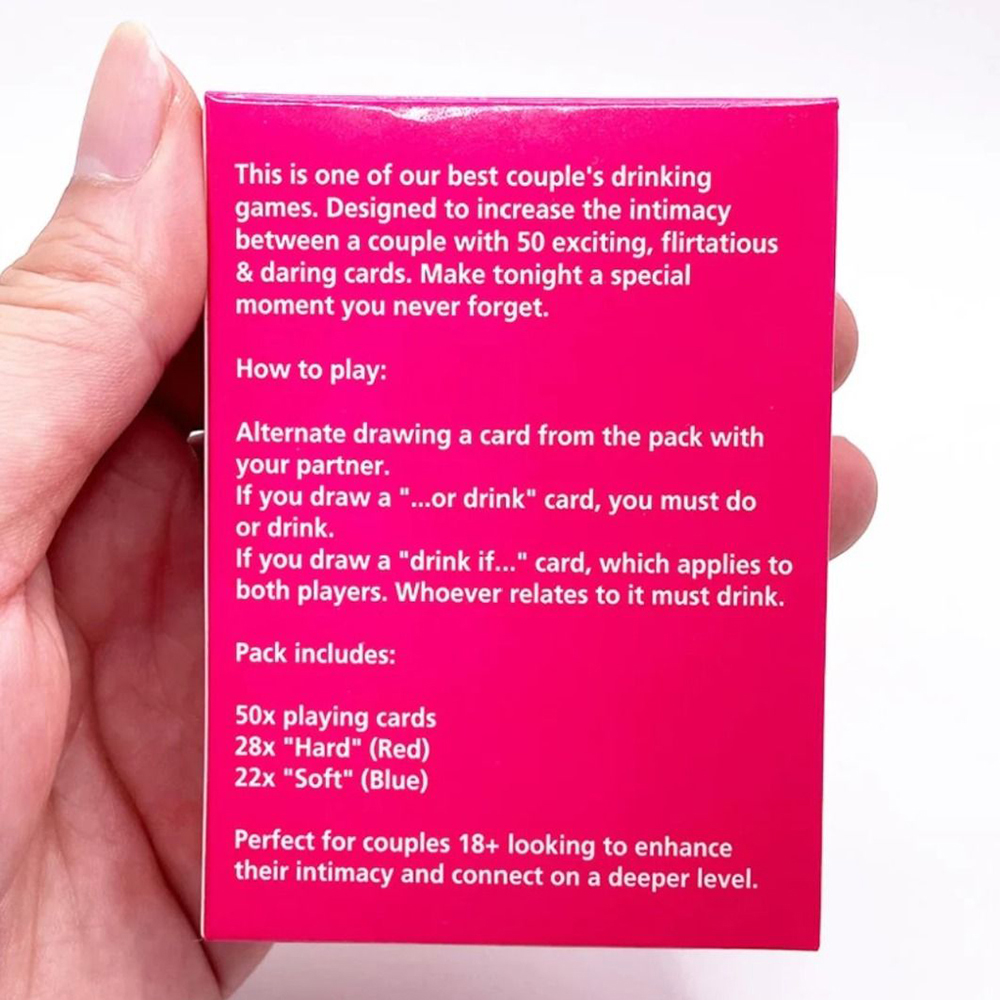 This is one of our best couple's drinking
games. Designed to increase the intimacy
between a couple with 50 exciting, flirtatious
& daring cards. Make tonight a special
moment you never forget.
How to play:
Alternate drawing a card from the pack with
your partner.
If you draw a "...or drink" card, you must do
or drink.
If you draw a "drink if..." card, which applies to
both players. Whoever relates to it must drink.
Pack includes:
50x playing cards
28x "Hard" (Red)
22x "Soft" (Blue)
Perfect for couples 18+ looking to enhance
their intimacy and connect on a deeper level.